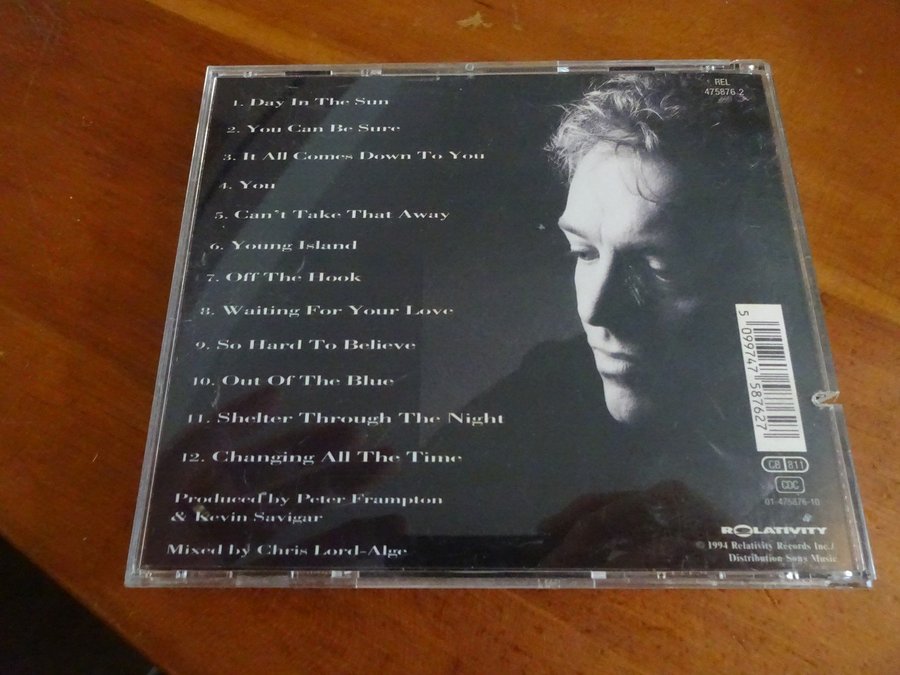 REL
475876 2
1. Day In The Sun
2. You Can Be Sure
3. It All Comes Down To You
4. You
5. Can't Take That Away
6. Young Island
7. Off The Hook
8. Waiting For Your Love
9. So Hard To Believe
10. Out Of The Blue
11. Shelter Through The Night
12. Changing All The Time
Produced by Peter Frampton
& Kevin Savigar
Mixed by Chris Lord-Alge
5 099747 587627
CB 811
CDC
01-475876-10
RELATIVITY
© 1994 Relativity Records Inc./
Distribution Sony Music